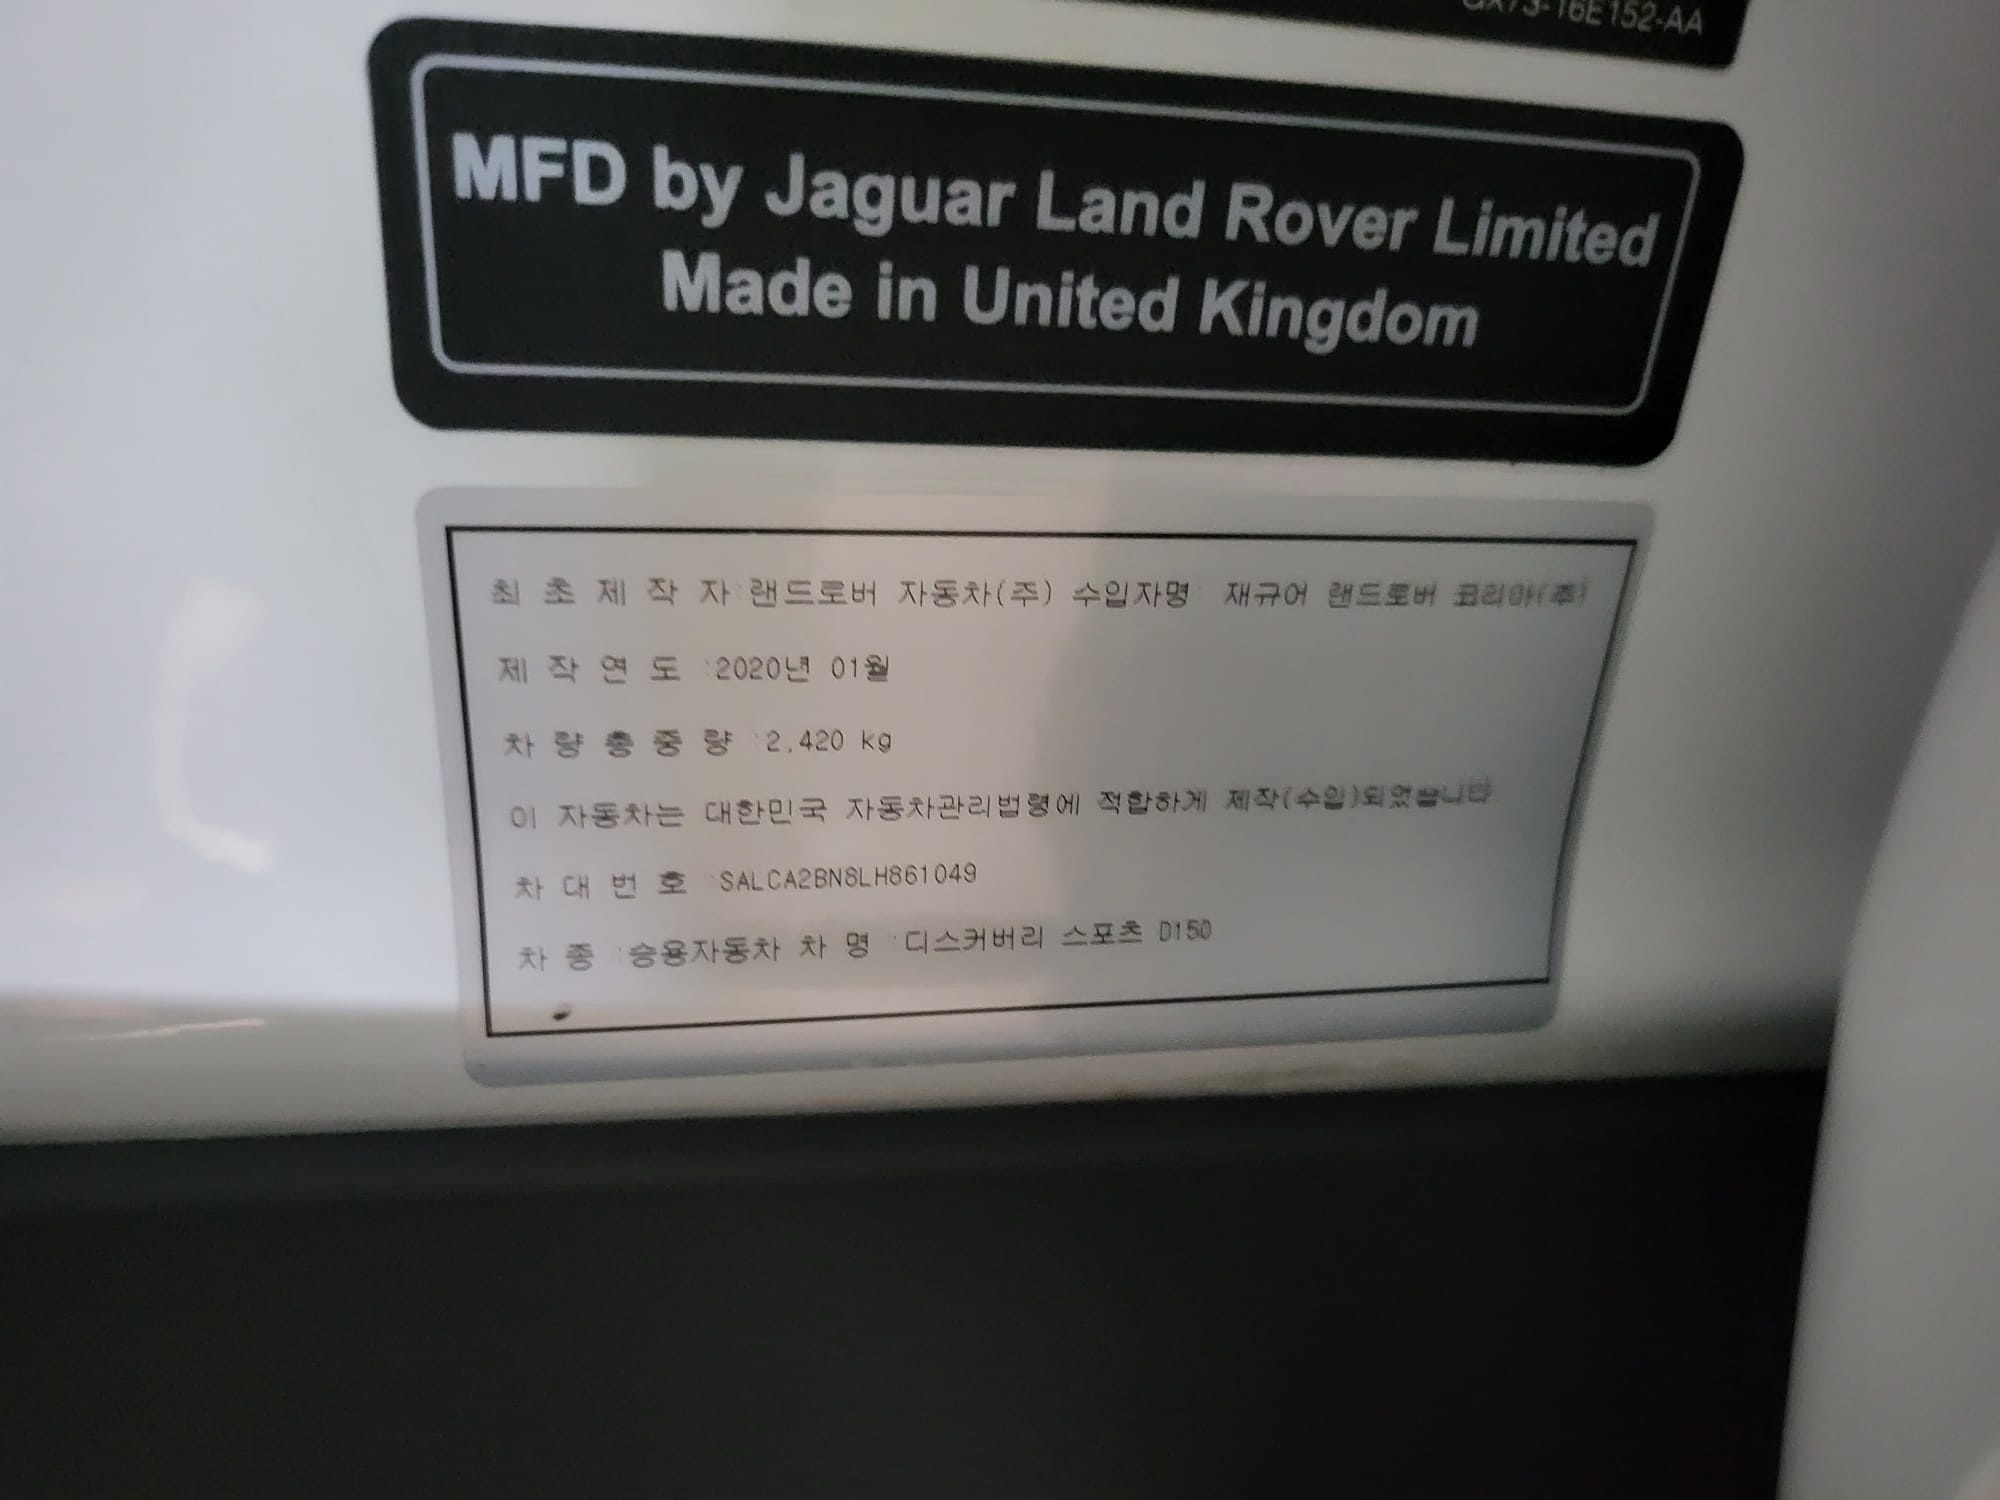 16E152-AA
MFD by Jaguar Land Rover Limited
Made in United Kingdom
최 초 제 작 자:랜드로버 자동차(주) 수입자명 재규어 랜드로버 코리아(주)
제 작 연 도 :2020년 01월
차 량 총 중 량 :2,420 kg
이 자동차는 대한민국 자동차관리법령에 적합하게 제작(수입)되었습니다.
차 대 번 호 :SALCA2BN8LH861049
차 종 :승용자동차 차 명 :디스커버리 스포츠 D150